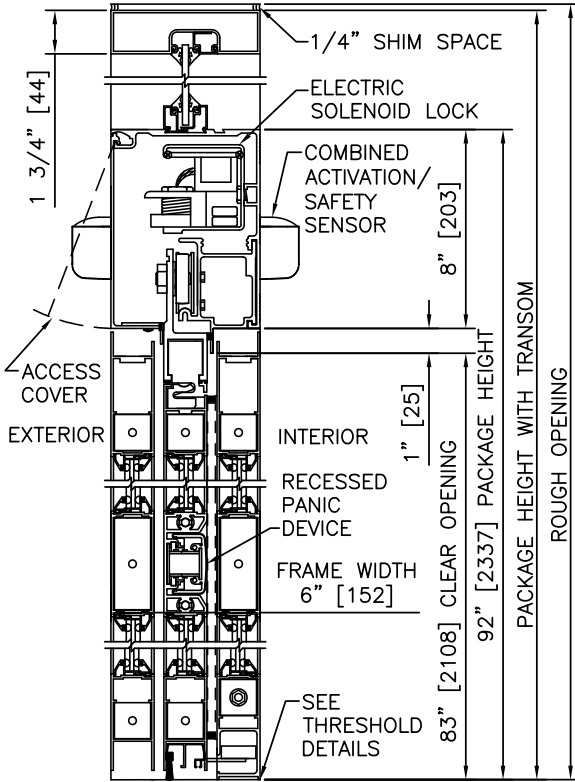 1/4" SHIM SPACE
1 3/4" [44]
ELECTRIC
SOLENOID LOCK
COMBINED
ACTIVATION/
SAFETY
SENSOR
8" [203]
ACCESS
COVER
EXTERIOR
INTERIOR
1" [25]
RECESSED
PANIC
DEVICE
FRAME WIDTH
6" [152]
83" [2108] CLEAR OPENING
92" [2337] PACKAGE HEIGHT
PACKAGE HEIGHT WITH TRANSOM
ROUGH OPENING
SEE
THRESHOLD
DETAILS